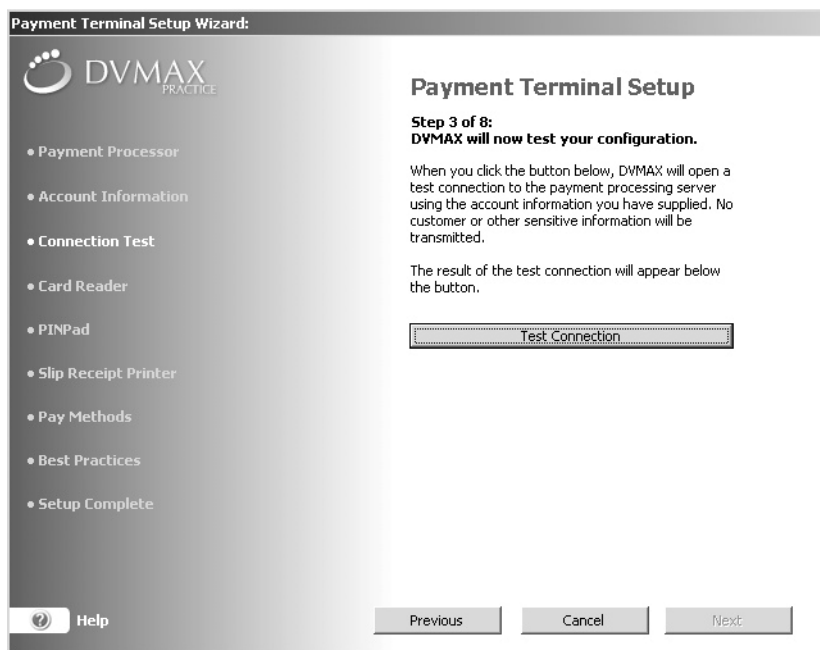 Payment Terminal Setup Wizard:
DVMAX
PRACTICE
• Payment Processor
• Account Information
• Connection Test
• Card Reader
• PINPad
• Slip Receipt Printer
• Pay Methods
• Best Practices
• Setup Complete
? Help
Payment Terminal Setup
Step 3 of 8:
DVMAX will now test your configuration.
When you click the button below, DVMAX will open a
test connection to the payment processing server
using the account information you have supplied. No
customer or other sensitive information will be
transmitted.
The result of the test connection will appear below
the button.
Test Connection
Previous
Cancel
Next